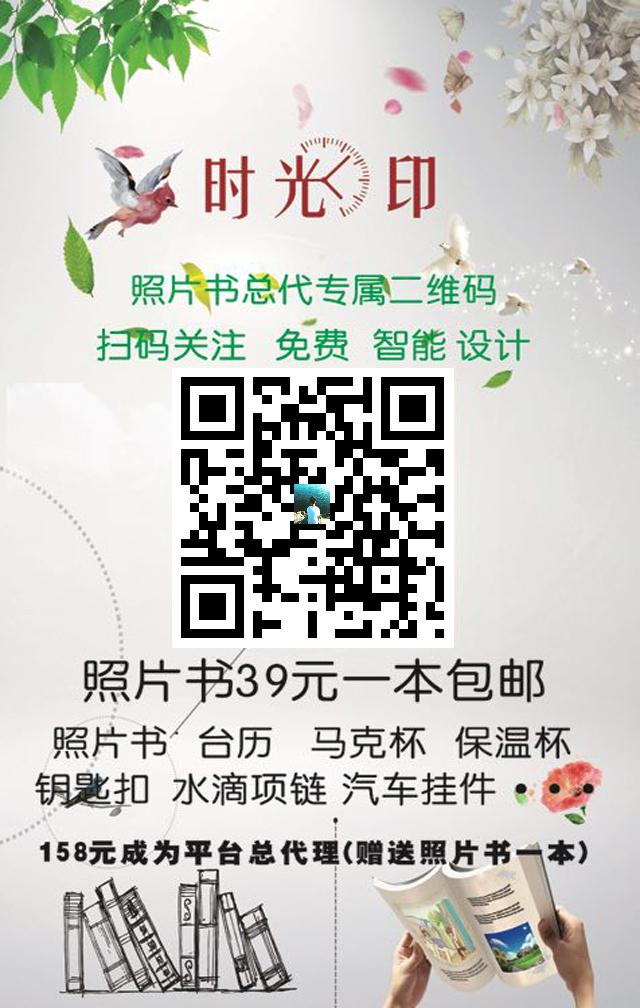 时光印
照片书总代专属二维码
扫码关注 免费 智能设计
照片书39元一本包邮
照片书 台历 马克杯 保温杯
钥匙扣 水滴项链 汽车挂件
158元成为平台总代理(赠送照片书一本)